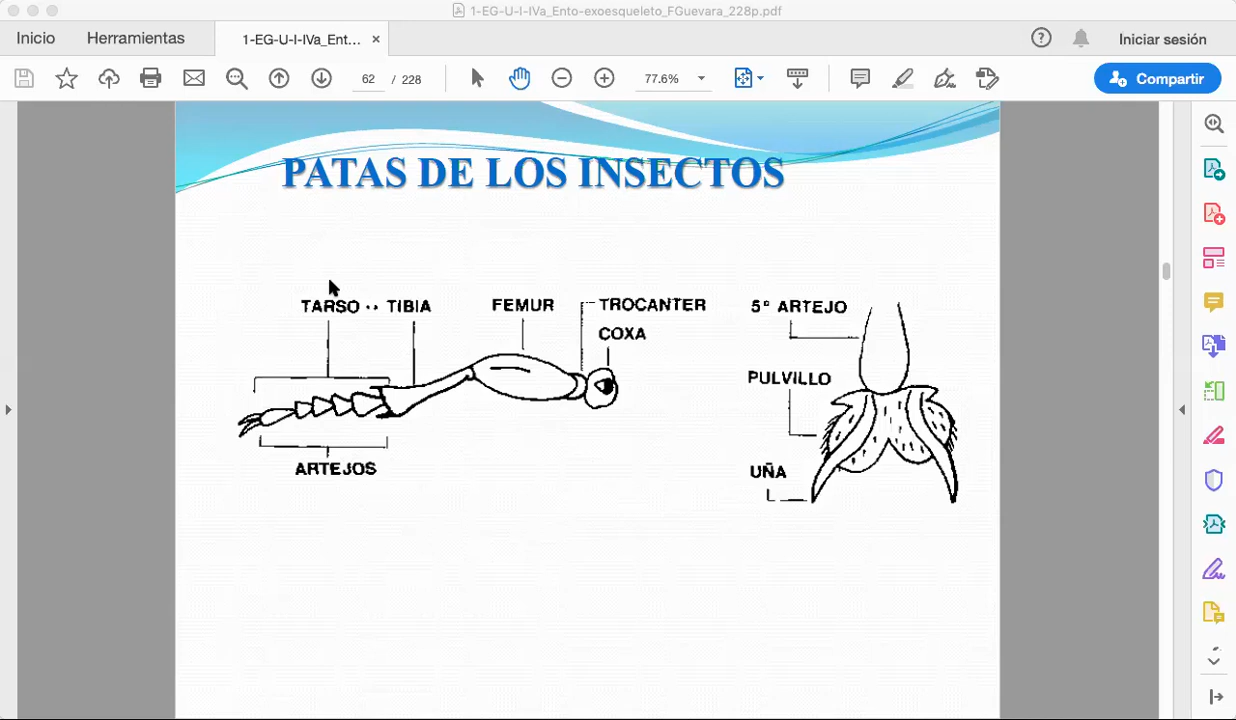 1-EG-U-I-IVa_Ento-exoesqueleto_FGuevara_228p.pdf
Inicio
Herramientas
1-EG-U-I-IVa_Ent...
Iniciar sesión
62 / 228
77.6%
Compartir
PATAS DE LOS INSECTOS
TARSO
TIBIA
FEMUR
TROCANTER
COXA
ARTEJOS
5º ARTEJO
PULVILLO
UÑA